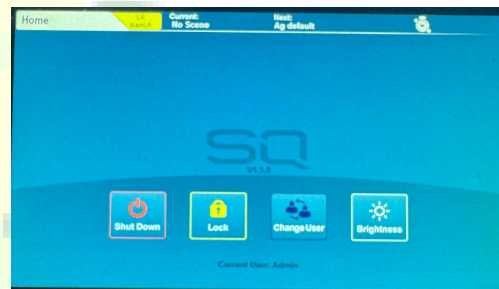 Home
LR
MainLR
Current:
No Scene
Next:
Ag default
SQ
V1.5.8
Shut Down
Lock
Change User
Brightness
Current User: Admin